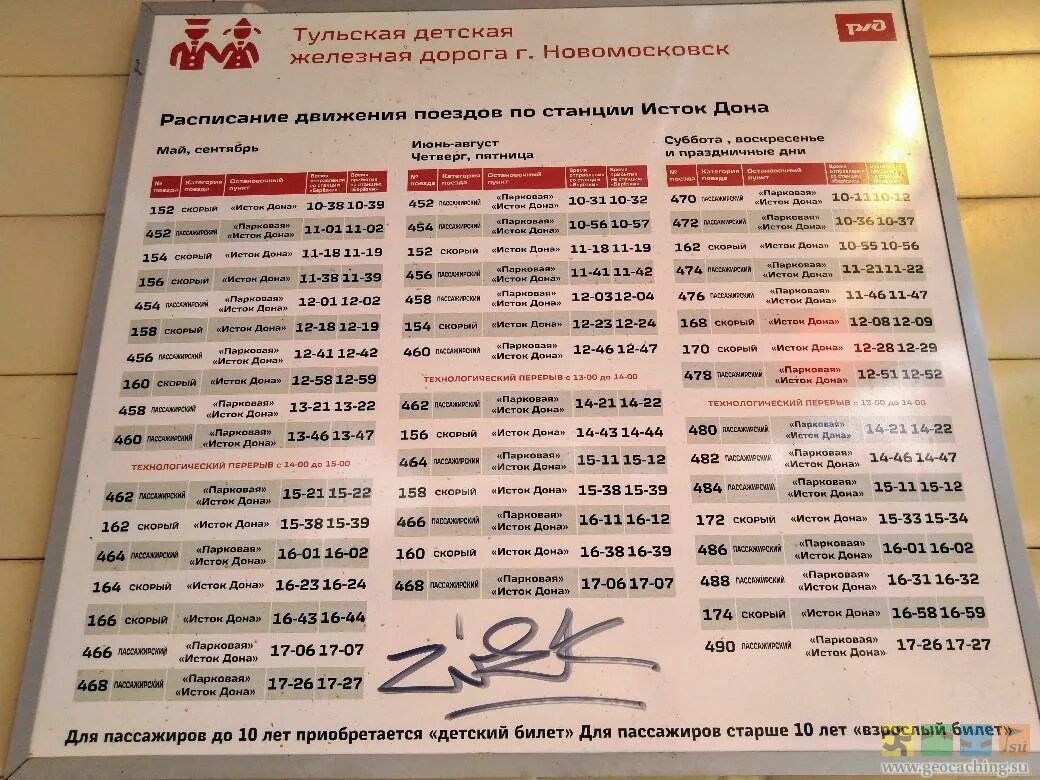 Тульская детская
железная дорога г. Новомосковск
РЖД
Расписание движения поездов по станции Исток Дона
Май, сентябрь
№ поезда Категория поезда Остановочный пункт
152 скорый «Исток Дона» 10-38 10-39
452 пассажирский «Парковая» «Исток Дона» 11-01 11-02
154 скорый «Исток Дона» 11-18 11-19
156 скорый «Исток Дона» 11-38 11-39
454 пассажирский «Парковая» «Исток Дона» 12-01 12-02
158 скорый «Исток Дона» 12-18 12-19
456 пассажирский «Парковая» «Исток Дона» 12-41 12-42
160 скорый «Исток Дона» 12-58 12-59
458 пассажирский «Парковая» «Исток Дона» 13-21 13-22
460 пассажирский «Парковая» «Исток Дона» 13-46 13-47
ТЕХНОЛОГИЧЕСКИЙ ПЕРЕРЫВ с 14-00 до 15-00
462 пассажирский «Парковая» «Исток Дона» 15-21 15-22
162 скорый «Исток Дона» 15-38 15-39
464 пассажирский «Парковая» «Исток Дона» 16-01 16-02
164 скорый «Исток Дона» 16-23 16-24
166 скорый «Исток Дона» 16-43 16-44
466 пассажирский «Парковая» «Исток Дона» 17-06 17-07
468 пассажирский «Парковая» «Исток Дона» 17-26 17-27
Июнь-август
Четверг, пятница
№ поезда Категория поезда Остановочный пункт
452 пассажирский «Парковая» «Исток Дона» 10-31 10-32
454 пассажирский «Парковая» «Исток Дона» 10-56 10-57
152 скорый «Исток Дона» 11-18 11-19
456 пассажирский «Парковая» «Исток Дона» 11-41 11-42
458 пассажирский «Парковая» «Исток Дона» 12-03 12-04
154 скорый «Исток Дона» 12-23 12-24
460 пассажирский «Парковая» «Исток Дона» 12-46 12-47
ТЕХНОЛОГИЧЕСКИЙ ПЕРЕРЫВ с 13-00 до 14-00
462 пассажирский «Парковая» «Исток Дона» 14-21 14-22
156 скорый «Исток Дона» 14-43 14-44
464 пассажирский «Парковая» «Исток Дона» 15-11 15-12
158 скорый «Исток Дона» 15-38 15-39
466 пассажирский «Парковая» «Исток Дона» 16-11 16-12
160 скорый «Исток Дона» 16-38 16-39
468 пассажирский «Парковая» «Исток Дона» 17-06 17-07
Суббота , воскресенье
и праздничные дни
№ поезда Категория поезда Остановочный пункт
470 пассажирский «Парковая» «Исток Дона» 10-11 10-12
472 пассажирский «Парковая» «Исток Дона» 10-36 10-37
162 скорый «Исток Дона» 10-55 10-56
474 пассажирский «Парковая» «Исток Дона» 11-21 11-22
476 пассажирский «Парковая» «Исток Дона» 11-46 11-47
168 скорый «Исток Дона» 12-08 12-09
170 скорый «Исток Дона» 12-28 12-29
478 пассажирский «Парковая» «Исток Дона» 12-51 12-52
ТЕХНОЛОГИЧЕСКИЙ ПЕРЕРЫВ с 13-00 до 14-00
480 пассажирский «Парковая» «Исток Дона» 14-21 14-22
482 пассажирский «Парковая» «Исток Дона» 14-46 14-47
484 пассажирский «Парковая» «Исток Дона» 15-11 15-12
172 скорый «Исток Дона» 15-33 15-34
486 пассажирский «Парковая» «Исток Дона» 16-01 16-02
488 пассажирский «Парковая» «Исток Дона» 16-31 16-32
174 скорый «Исток Дона» 16-58 16-59
490 пассажирский «Парковая» «Исток Дона» 17-26 17-27
Для пассажиров до 10 лет приобретается «детский билет» Для пассажиров старше 10 лет «взрослый билет»
www.geocaching.su